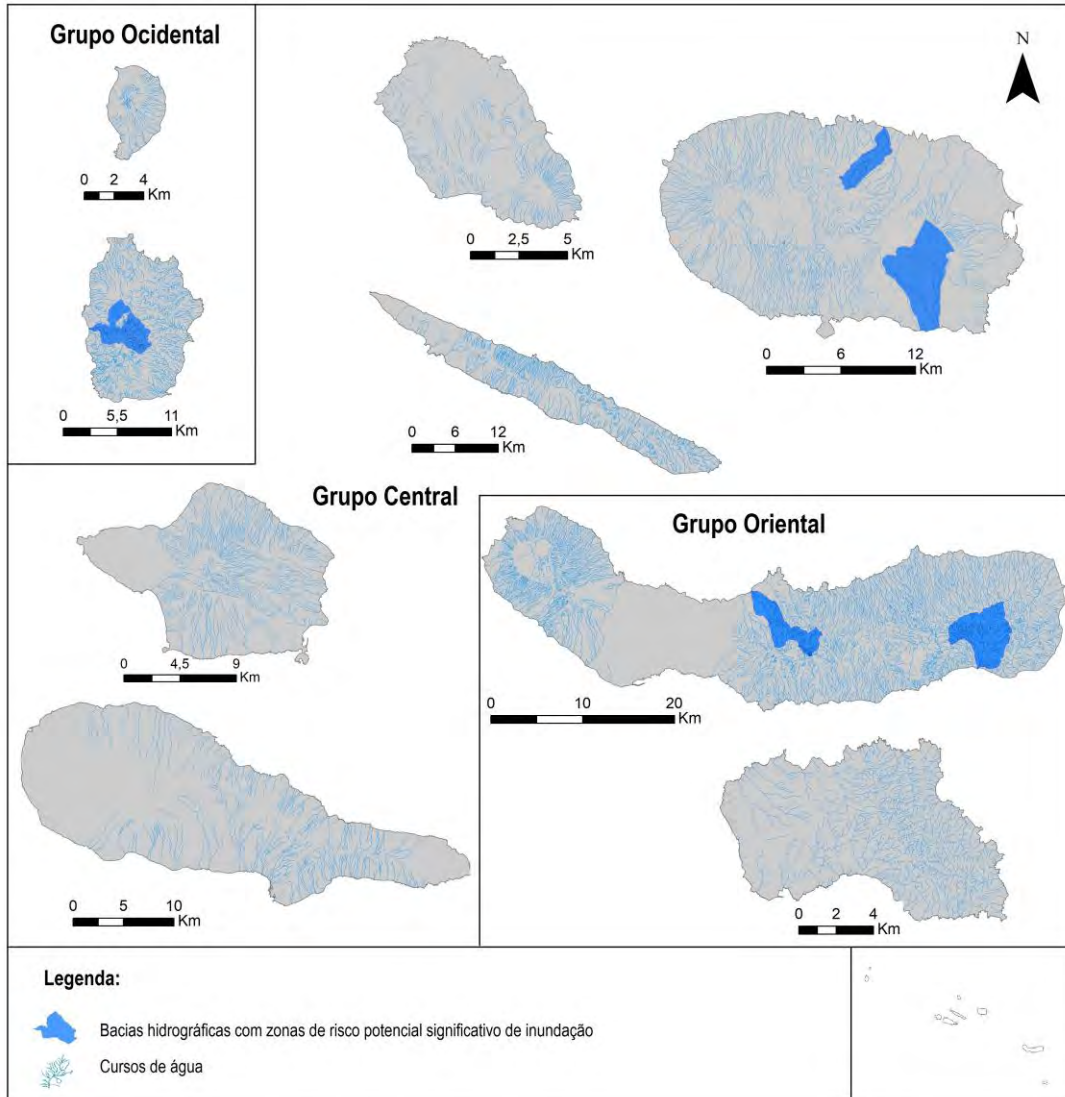 Grupo Ocidental
0 2 4
Km
0 5,5 11
Km
N
0 2,5 5
Km
0 6 12
Km
0 6 12
Km
Grupo Central
0 4,5 9
Km
0 5 10
Km
Grupo Oriental
0 10 20
Km
0 2 4
Km
Legenda:
Bacias hidrográficas com zonas de risco potencial significativo de inundação
Cursos de água